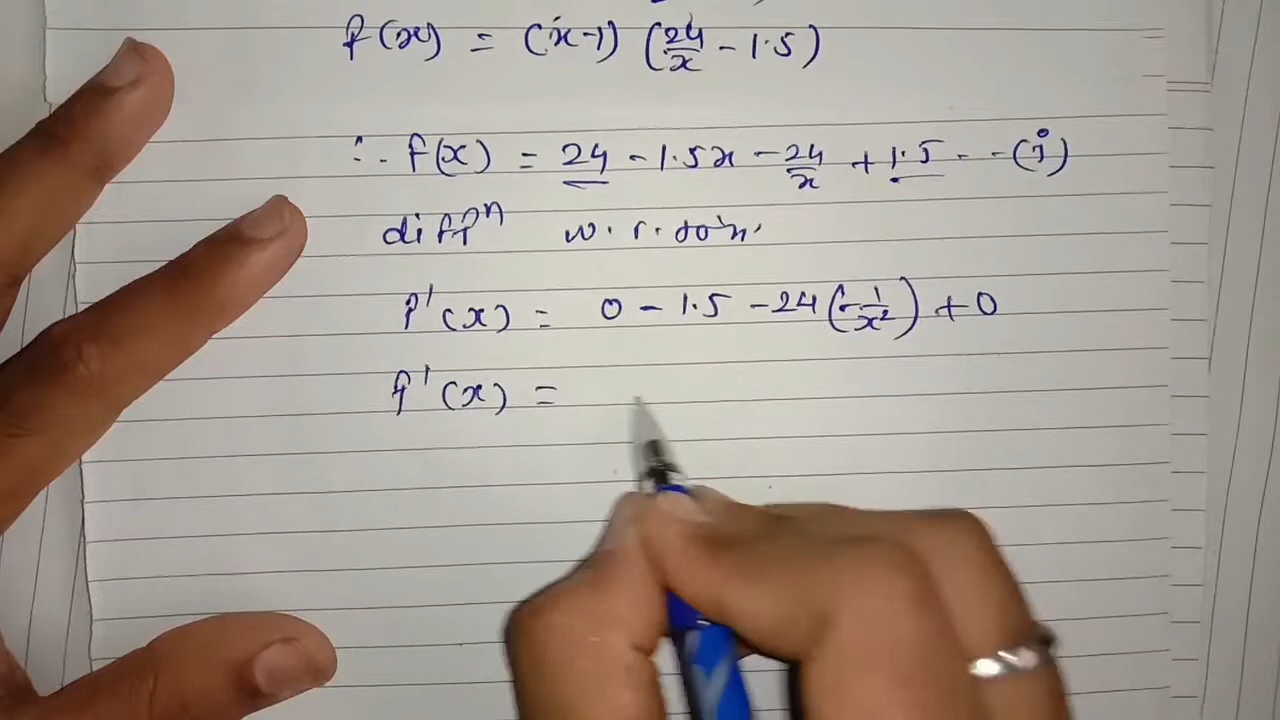 f(x) = (x-1) (24/x - 1.5)
∴ f(x) = 24 - 1.5x - 24/x + 1.5 - - (i)
diffⁿ w.r.to x.
f'(x) = 0 - 1.5 - 24(-1/x²) + 0
f'(x) =